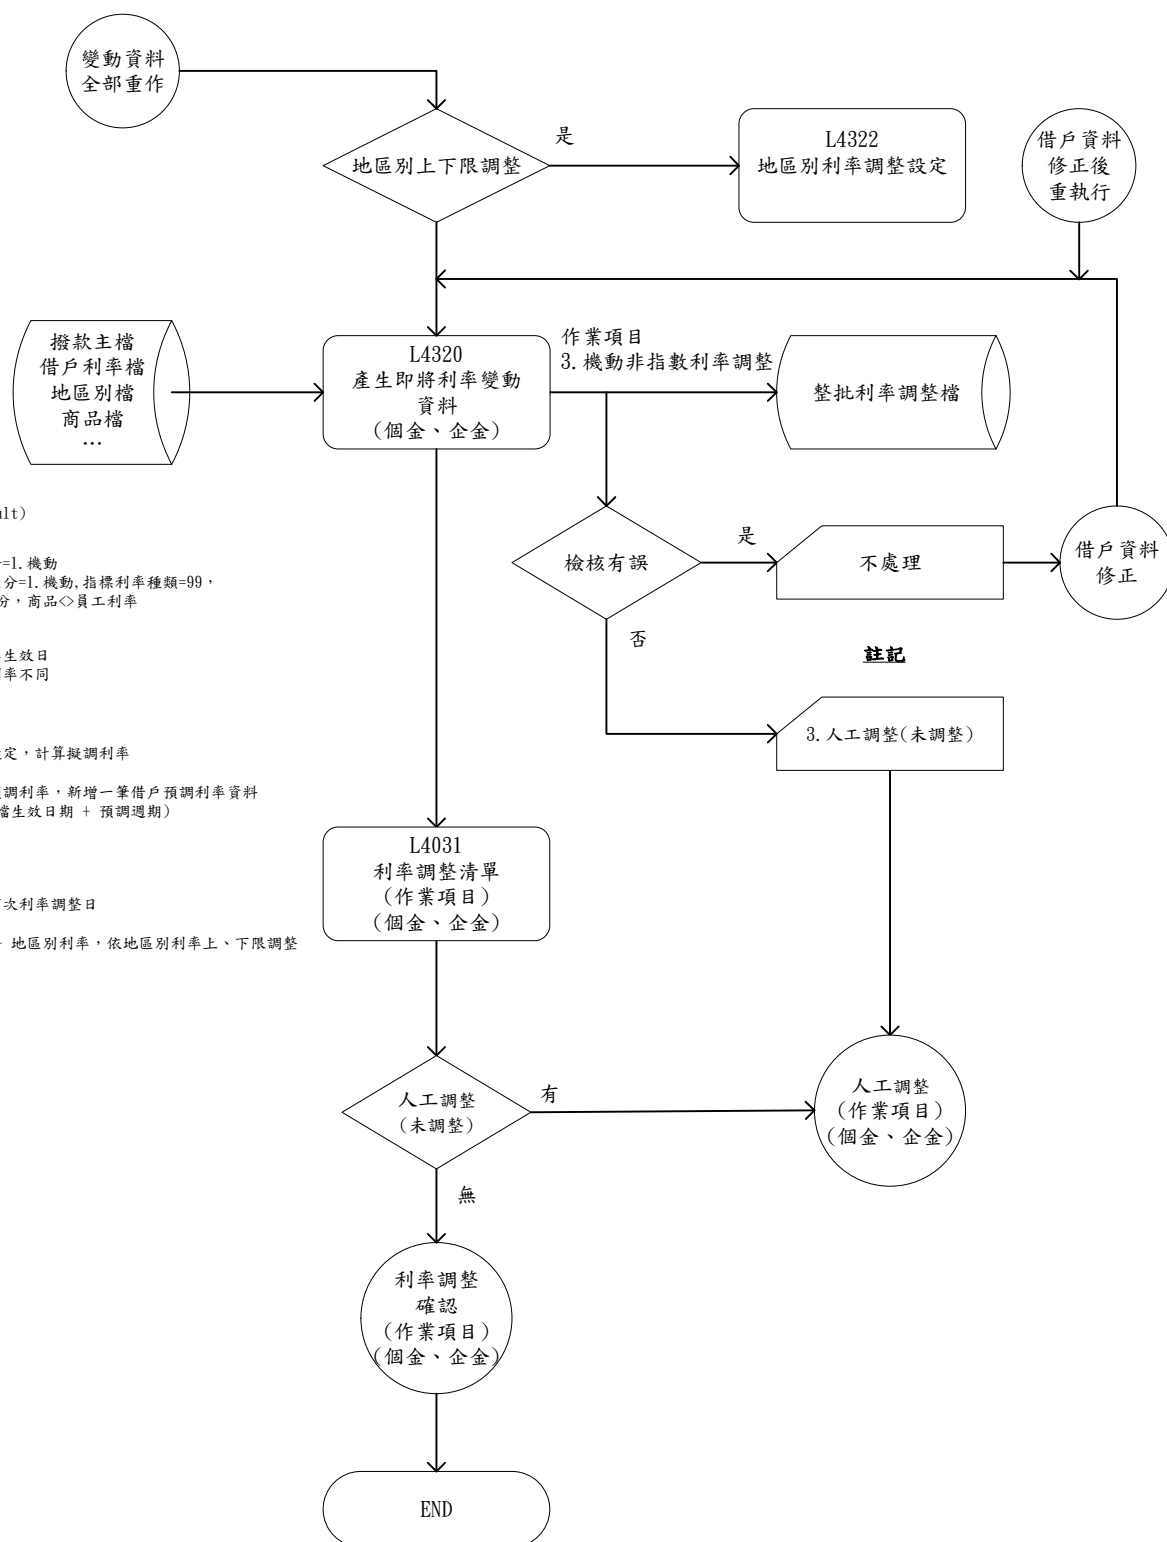 變動資料
全部重作
地區別上下限調整
是
L4322
地區別利率調整設定
借戶資料
修正後
重執行
撥款主檔
借戶利率檔
地區別檔
商品檔
...
L4320
產生即將利率變動
資料
(個金、企金)
作業項目
3.機動非指數利率調整
整批利率調整檔
檢核有誤
是
不處理
借戶資料
修正
否
註記
3.人工調整(未調整)
ult)
=1.機動
分=1.機動,指標利率種類=99,
分,商品<>員工利率
生效日
率不同
定,計算擬調利率
調利率,新增一筆借戶預調利率資料
檔生效日期 + 預調週期)
次利率調整日
地區別利率,依地區別利率上、下限調整
L4031
利率調整清單
(作業項目)
(個金、企金)
人工調整
(未調整)
有
人工調整
(作業項目)
(個金、企金)
無
利率調整
確認
(作業項目)
(個金、企金)
END